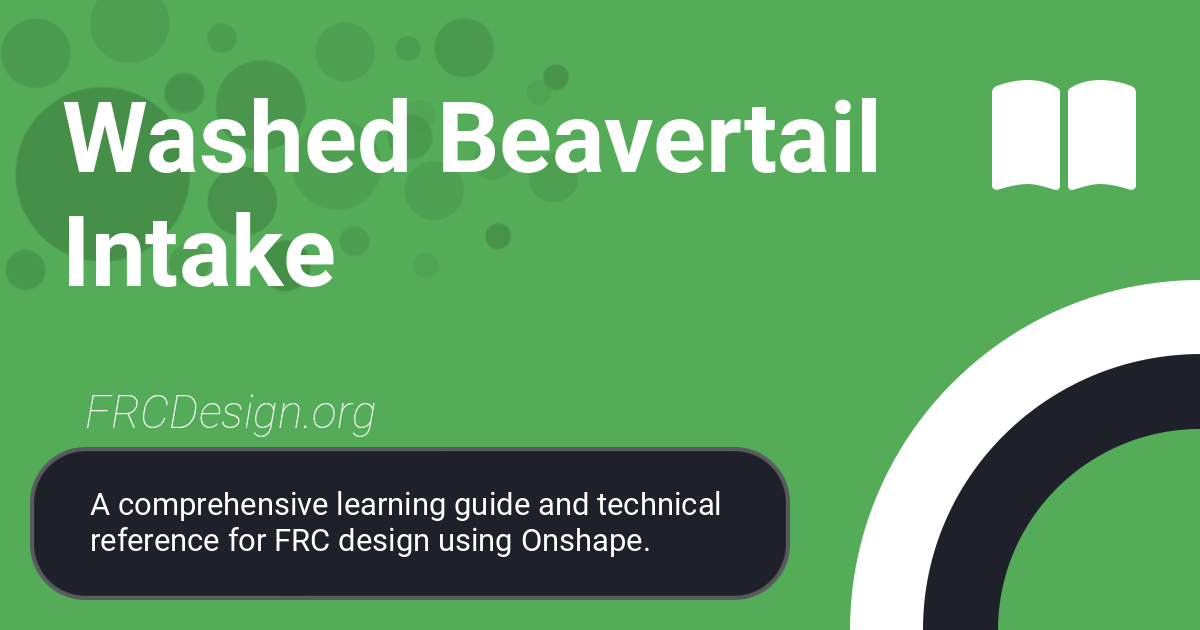 Washed Beavertail
Intake
FRCDesign.org
A comprehensive learning guide and technical
reference for FRC design using Onshape.